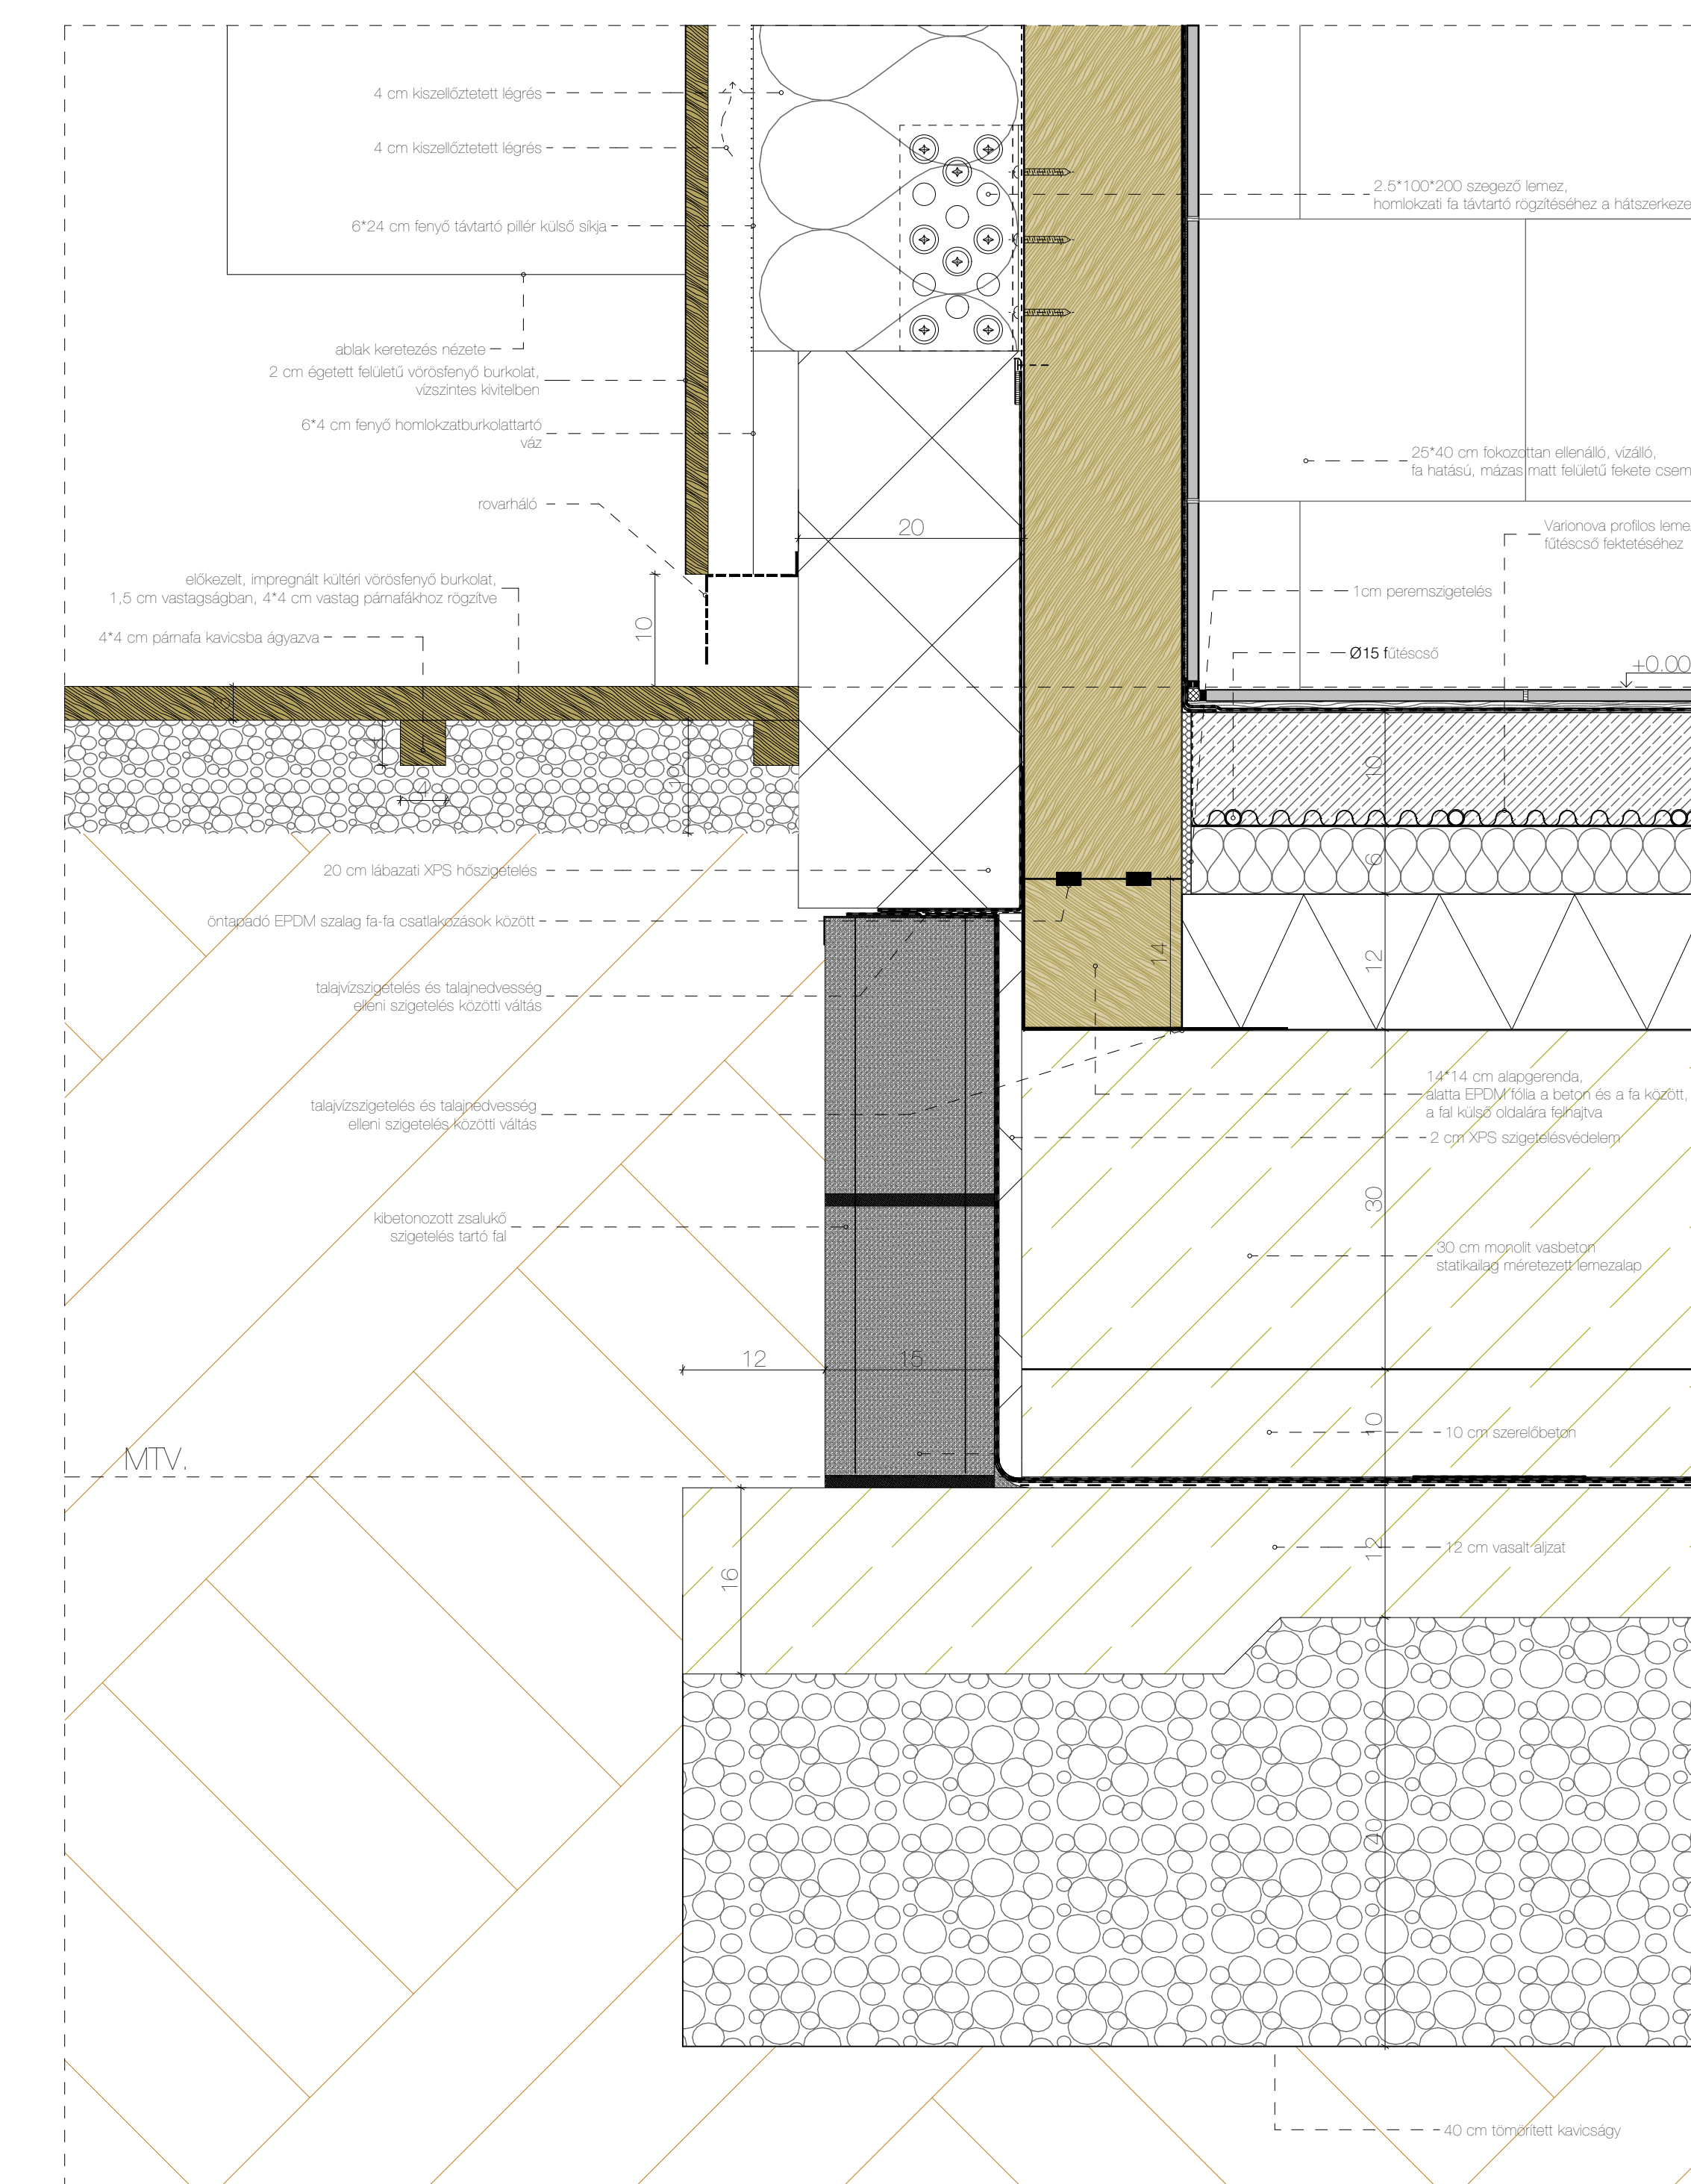 4 cm kiszellőztetett légrés
4 cm kiszellőztetett légrés
2.5*100*200 szegező lemez,
homlokzati fa távtartó rögzítéséhez a hátszerkeze
6*24 cm fenyő távtartó pillér külső síkja
ablak keretezés nézete
2 cm égetett felületű vörösfenyő burkolat,
vízszintes kivitelben
6*4 cm fenyő homlokzatburkolattartó
váz
25*40 cm fokozottan ellenálló, vízálló,
fa hatású, mázas matt felületű fekete csem
rovarháló
20
Varionova profilos leme
fűtéscső fektetéséhez
előkezelt, impregnált kültéri vörösfenyő burkolat,
1,5 cm vastagságban, 4*4 cm vastag párnafákhoz rögzítve
1cm peremszigetelés
10
4*4 cm párnafa kavicsba ágyazva
Ø15 fűtéscső
+0.00
3
4
10
4
10
6
20 cm lábazati XPS hőszigetelés
öntapadó EPDM szalag fa-fa csatlakozások között
14
12
talajvízszigetelés és talajnedvesség
elleni szigetelés közötti váltás
14*14 cm alapgerenda,
alatta EPDM fólia a beton és a fa között,
a fal külső oldalára felhajtva
talajvízszigetelés és talajnedvesség
elleni szigetelés közötti váltás
2 cm XPS szigetelésvédelem
30
kibetonozott zsalukő
szigetelés tartó fal
30 cm monolit vasbeton
statikailag méretezett lemezalap
12
15
10
10 cm szerelőbeton
MTV.
12
12 cm vasalt aljzat
16
40
40 cm tömörített kavicságy